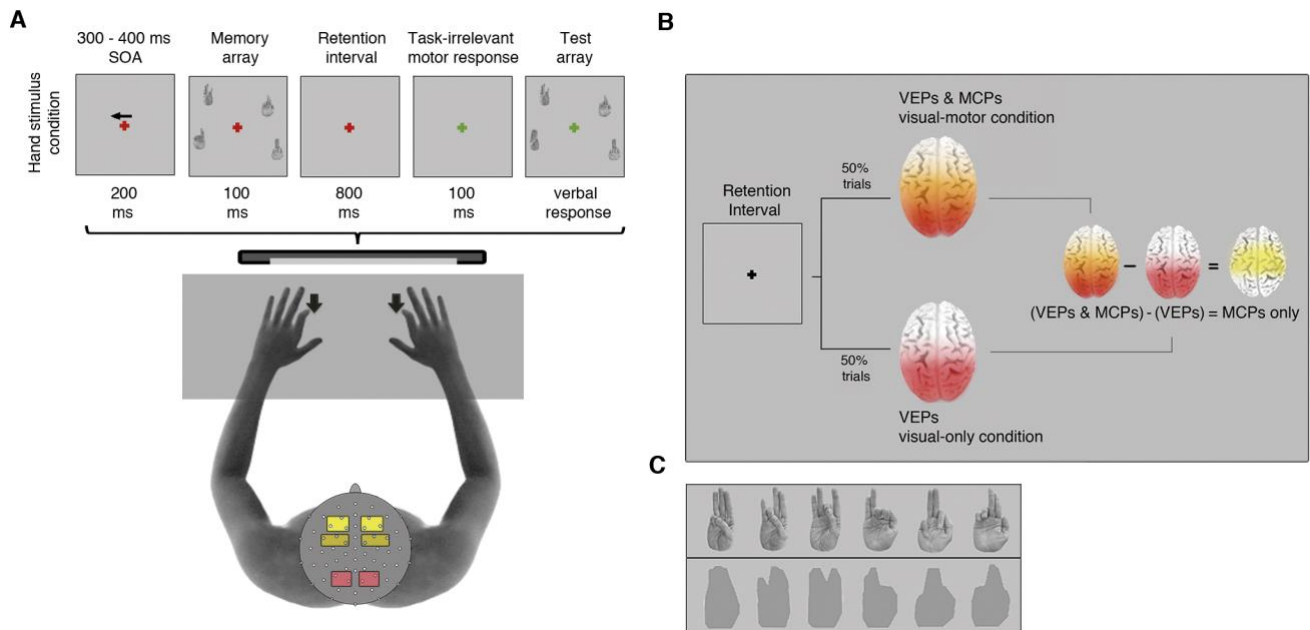 A
300 - 400 ms
SOA
Memory
array
Retention
interval
Task-irrelevant
motor response
Test
array
Hand stimulus
condition
200
ms
100
ms
800
ms
100
ms
verbal
response
B
VEPs & MCPs
visual-motor condition
50%
trials
Retention
Interval
(VEPs & MCPs) - (VEPs) = MCPs only
50%
trials
VEPs
visual-only condition
C